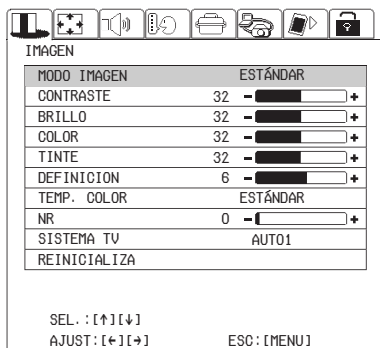 IMAGEN
MODO IMAGEN ESTÁNDAR
CONTRASTE 32 - +
BRILLO 32 - +
COLOR 32 - +
TINTE 32 - +
DEFINICION 6 - +
TEMP. COLOR ESTÁNDAR
NR 0 - +
SISTEMA TV AUTO1
REINICIALIZA
SEL.:[↑][↓]
AJUST:[←][→] ESC:[MENU]